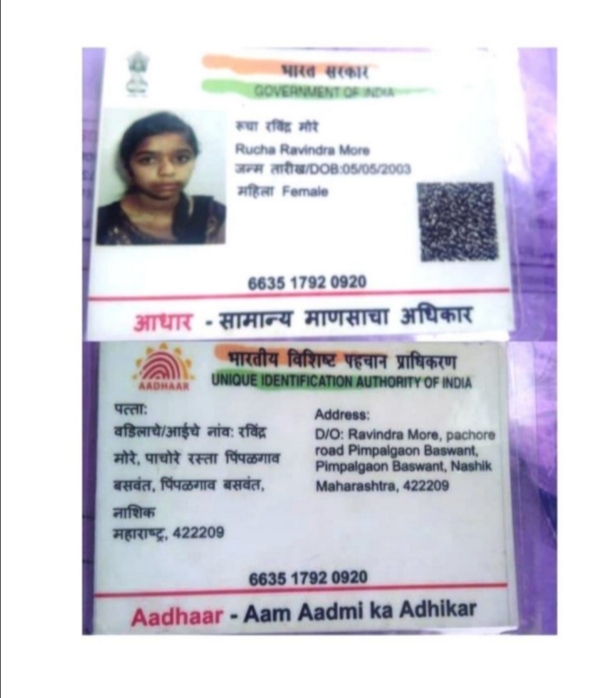 भारत सरकार
GOVERNMENT OF INDIA
रूचा रविंद्र मोरे
Rucha Ravindra More
जन्म तारीख/DOB:05/05/2003
महिला Female
6635 1792 0920
आधार - सामान्य माणसाचा अधिकार
भारतीय विशिष्ट पहचान प्राधिकरण
AADHAAR
UNIQUE IDENTIFICATION AUTHORITY OF INDIA
पत्ता:
वडिलाचे/आईचे नांव: रविंद्र
मोरे, पाचोरे रस्ता पिंपळगाव
बसवंत, पिंपळगाव बसवंत,
नाशिक
महाराष्ट्र, 422209
Address:
D/O: Ravindra More, pachore
road Pimpalgaon Baswant,
Pimpalgaon Baswant, Nashik
Maharashtra, 422209
6635 1792 0920
Aadhaar - Aam Aadmi ka Adhikar